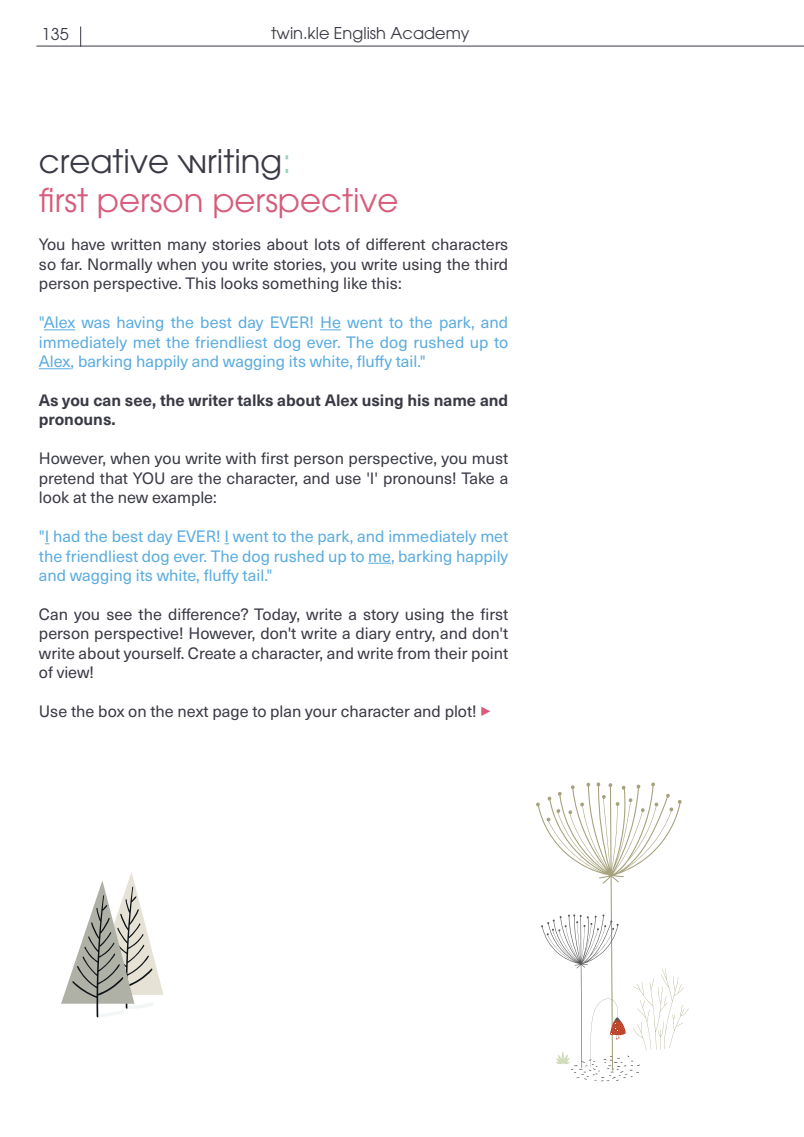 135
twin.kle English Academy
creative writing:
first person perspective
You have written many stories about lots of different characters
so far. Normally when you write stories, you write using the third
person perspective. This looks something like this:
"Alex was having the best day EVER! He went to the park, and
immediately met the friendliest dog ever. The dog rushed up to
Alex, barking happily and wagging its white, fluffy tail."
As you can see, the writer talks about Alex using his name and
pronouns.
However, when you write with first person perspective, you must
pretend that YOU are the character, and use 'I' pronouns! Take a
look at the new example:
"I had the best day EVER! I went to the park, and immediately met
the friendliest dog ever. The dog rushed up to me, barking happily
and wagging its white, fluffy tail."
Can you see the difference? Today, write a story using the first
person perspective! However, don't write a diary entry, and don't
write about yourself. Create a character, and write from their point
of view!
Use the box on the next page to plan your character and plot! ▶